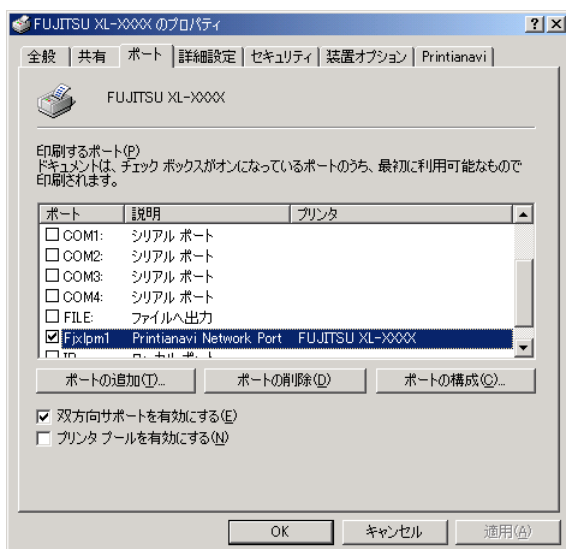 FUJITSU XL-XXXX のプロパティ
全般 共有 ポート 詳細設定 セキュリティ 装置オプション Printianavi
FUJITSU XL-XXXX
印刷するポート(P)
ドキュメントは、チェック ボックスがオンになっているポートのうち、最初に利用可能なもので
印刷されます。
ポート 説明 プリンタ
COM1: シリアル ポート
COM2: シリアル ポート
COM3: シリアル ポート
COM4: シリアル ポート
FILE: ファイルへ出力
Fjxlpm1 Printianavi Network Port FUJITSU XL-XXXX
ポートの追加(T)... ポートの削除(D) ポートの構成(C)...
双方向サポートを有効にする(E)
プリンタ プールを有効にする(N)
OK キャンセル 適用(A)